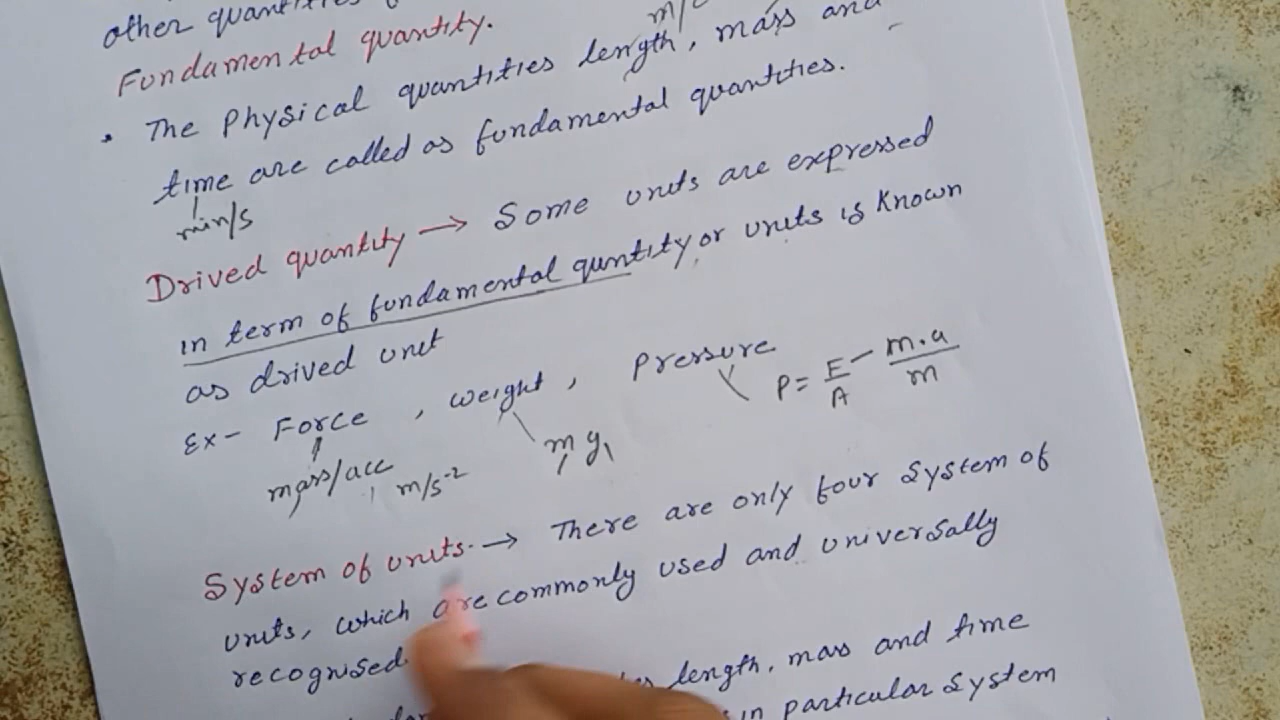 other quantities
Fundamental quantity.
m/
• The Physical quantities length, mass and
time are called as fundamental quantities.
min/s
Drived quantity → Some units are expressed
in term of fundamental quntity or units is known
as drived unit
Ex- Force , weight , pressure P = F/A - m.a/m
mass/acc m/s-2 mg
System of units → There are only four system of
units, which are commonly used and universally
recognised
length, mass and time
in particular system